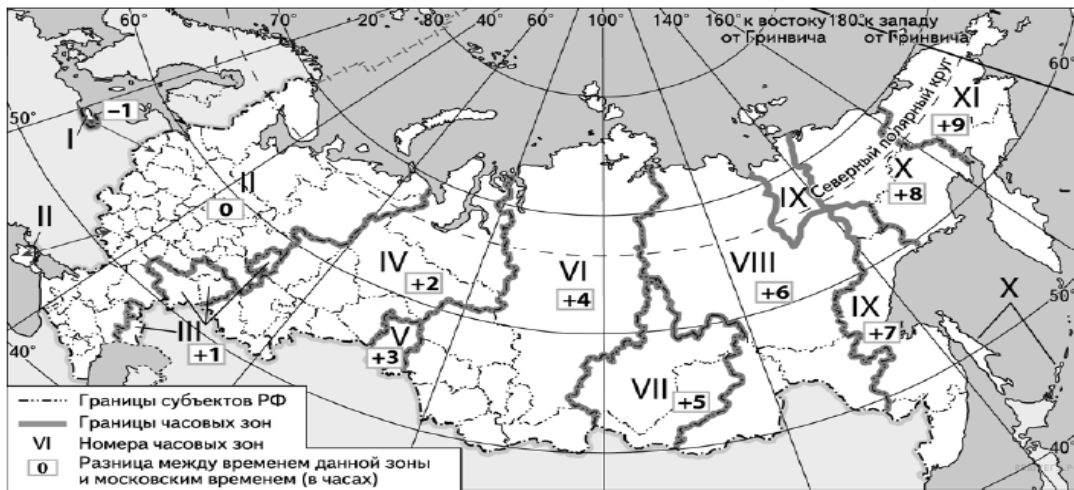 60° 70° 20° 80° 40° 60° 100° 140° 160° к востоку 180° к западу
от Гринвича от Гринвича
60°
50°
–1
I
Северный полярный круг
XI
+9
II
0
X
+8
IX
II
IV
+2
VI
+4
VIII
+6
X
50°
IX
+7
III
+1
V
+3
40°
VII
+5
40°
Границы субъектов РФ
Границы часовых зон
VI Номера часовых зон
0 Разница между временем данной зоны
и московским временем (в часах)